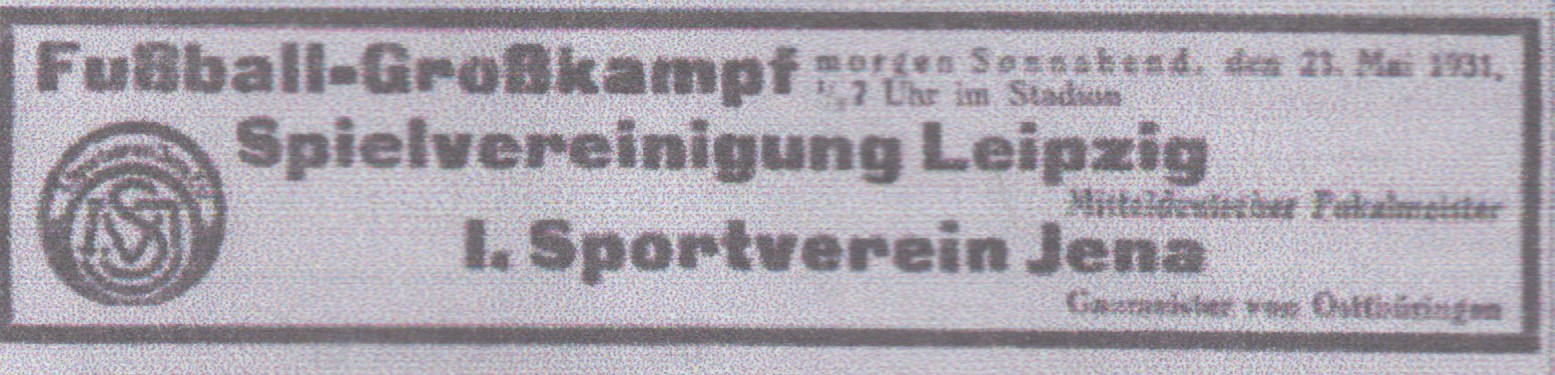 Fußball-Großkampf morgen Sonnabend, den 23. Mai 1931,
½7 Uhr im Stadion
Spielvereinigung Leipzig
Mitteldeutscher Pokalmeister
I. Sportverein Jena
Gaumeister von Ostthüringen